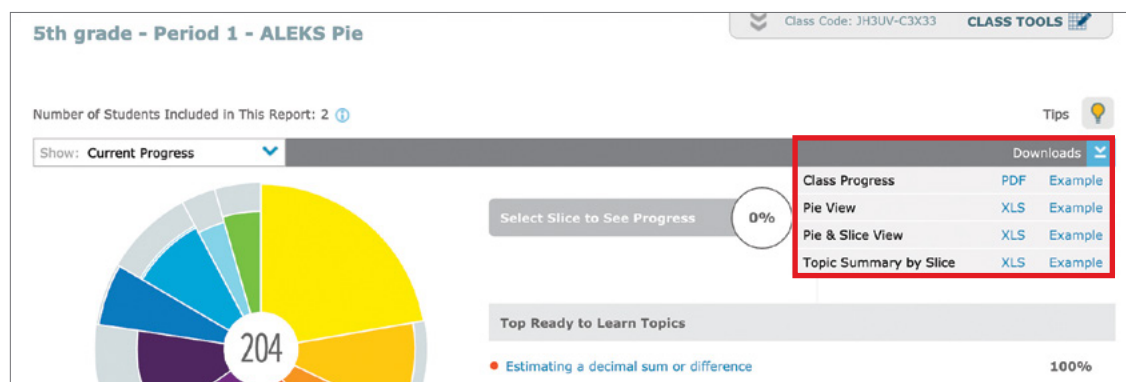 5th grade - Period 1 - ALEKS Pie
Class Code: JH3UV-C3X33 CLASS TOOLS
Number of Students Included in This Report: 2
Tips
Show: Current Progress
Downloads
Class Progress PDF Example
Pie View XLS Example
Pie & Slice View XLS Example
Topic Summary by Slice XLS Example
Select Slice to See Progress 0%
204
Top Ready to Learn Topics
Estimating a decimal sum or difference 100%